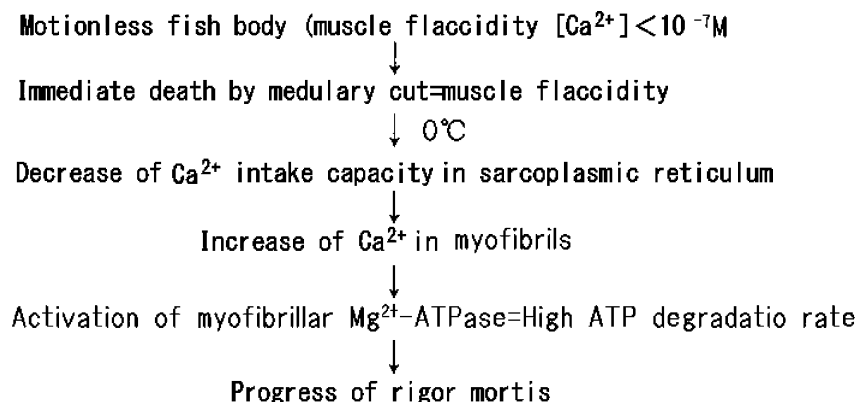 Motionless fish body (muscle flaccidity [Ca²⁺]<10⁻⁷M
↓
Immediate death by medulary cut=muscle flaccidity
↓ 0℃
Decrease of Ca²⁺ intake capacity in sarcoplasmic reticulum
↓
Increase of Ca²⁺ in myofibrils
↓
Activation of myofibrillar Mg²⁺-ATPase=High ATP degradatio rate
↓
Progress of rigor mortis